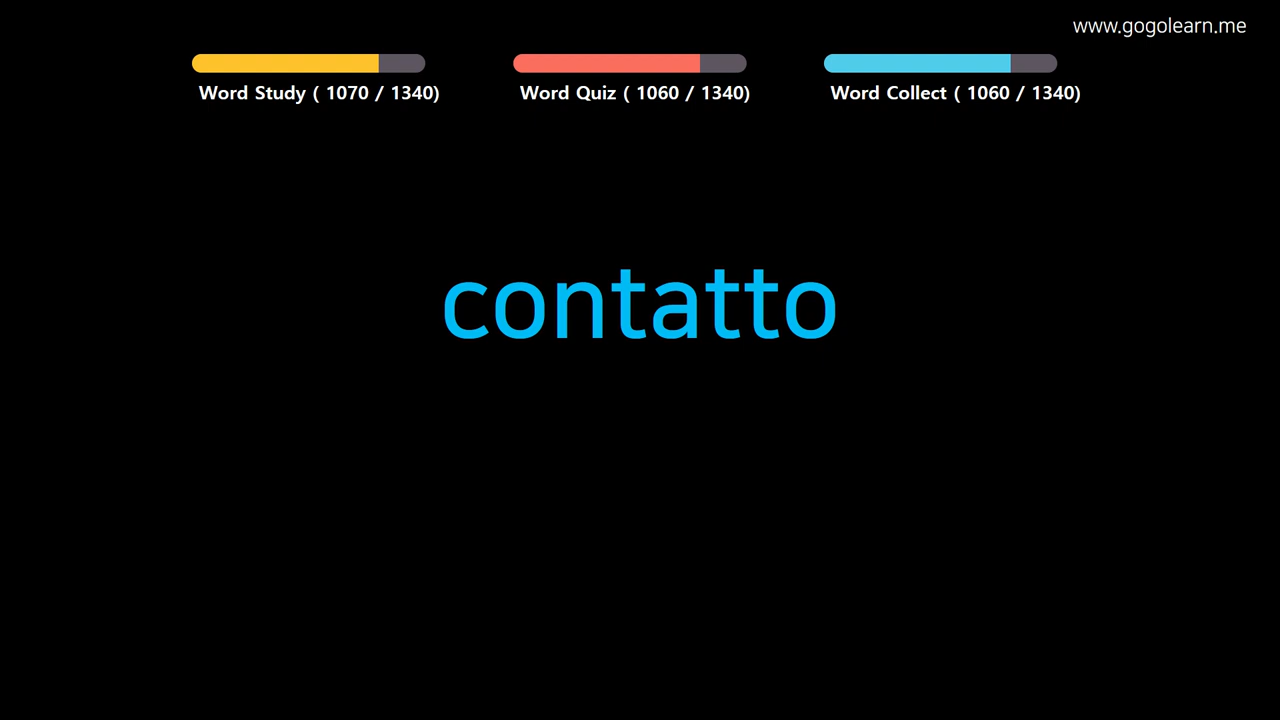 www.gogolearn.me
Word Study ( 1070 / 1340)
Word Quiz ( 1060 / 1340)
Word Collect ( 1060 / 1340)
contatto